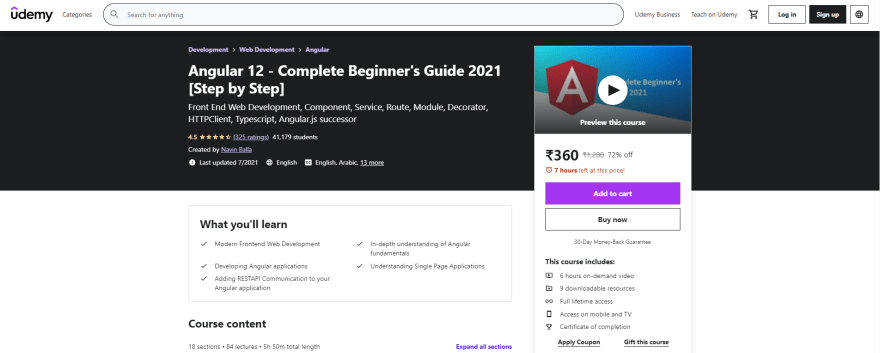 ûdemy Categories Search for anything Udemy Business Teach on Udemy Log in Sign up
Development > Web Development > Angular
Angular 12 - Complete Beginner's Guide 2021
[Step by Step]
Front End Web Development, Component, Service, Route, Module, Decorator,
HTTPClient, Typescript, Angular.js successor
4.5 (325 ratings) 41,179 students
Created by Navin Balla
Last updated 7/2021 English English, Arabic, 13 more
A
plete Beginner's
2021
Preview this course
₹360 ₹1,280 72% off
7 hours left at this price!
Add to cart
Buy now
30-Day Money-Back Guarantee
This course includes:
6 hours on-demand video
9 downloadable resources
Full lifetime access
Access on mobile and TV
Certificate of completion
Apply Coupon Gift this course
What you'll learn
Modern Frontend Web Development
In-depth understanding of Angular
fundamentals
Developing Angular applications
Understanding Single Page Applications
Adding RESTAPI Communication to your
Angular application
Course content
18 sections • 84 lectures • 5h 50m total length Expand all sections